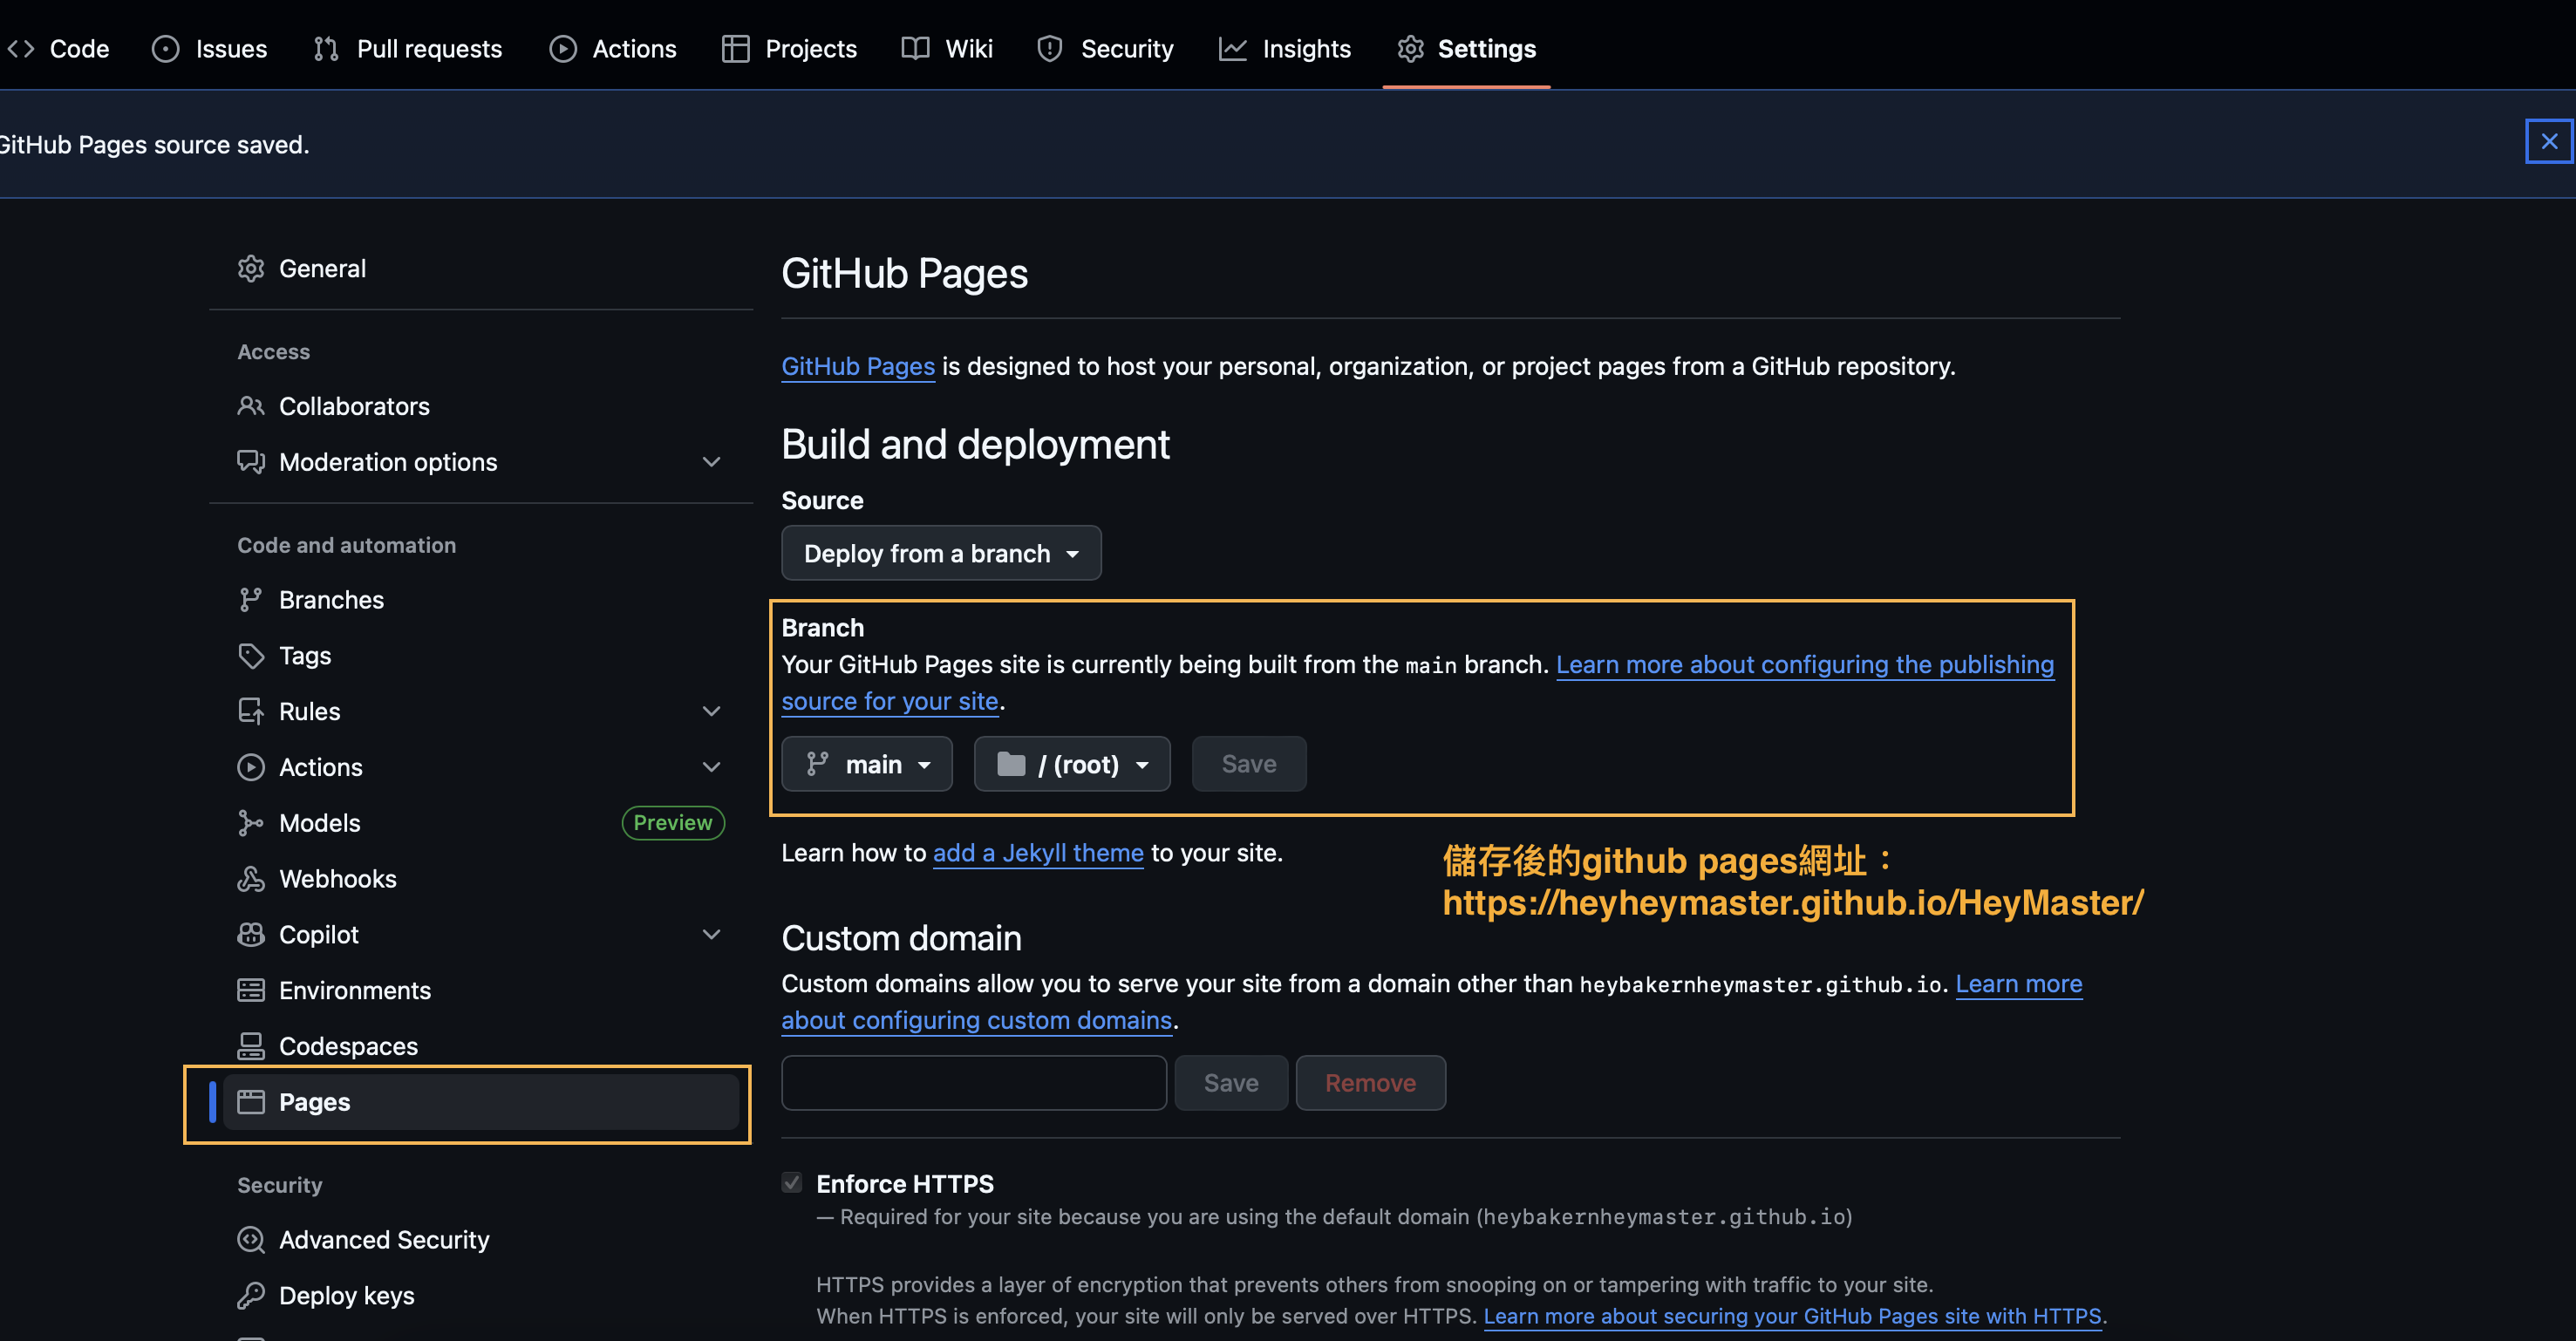 Code Issues Pull requests Actions Projects Wiki Security Insights Settings
GitHub Pages source saved.
General
Access
Collaborators
Moderation options
Code and automation
Branches
Tags
Rules
Actions
Models Preview
Webhooks
Copilot
Environments
Codespaces
Pages
Security
Advanced Security
Deploy keys
GitHub Pages
GitHub Pages is designed to host your personal, organization, or project pages from a GitHub repository.
Build and deployment
Source
Deploy from a branch
Branch
Your GitHub Pages site is currently being built from the main branch. Learn more about configuring the publishing
source for your site.
main / (root) Save
Learn how to add a Jekyll theme to your site.
儲存後的github pages網址：
https://heyheymaster.github.io/HeyMaster/
Custom domain
Custom domains allow you to serve your site from a domain other than heybakernheymaster.github.io. Learn more
about configuring custom domains.
Save Remove
Enforce HTTPS
— Required for your site because you are using the default domain (heybakernheymaster.github.io)
HTTPS provides a layer of encryption that prevents others from snooping on or tampering with traffic to your site.
When HTTPS is enforced, your site will only be served over HTTPS. Learn more about securing your GitHub Pages site with HTTPS.